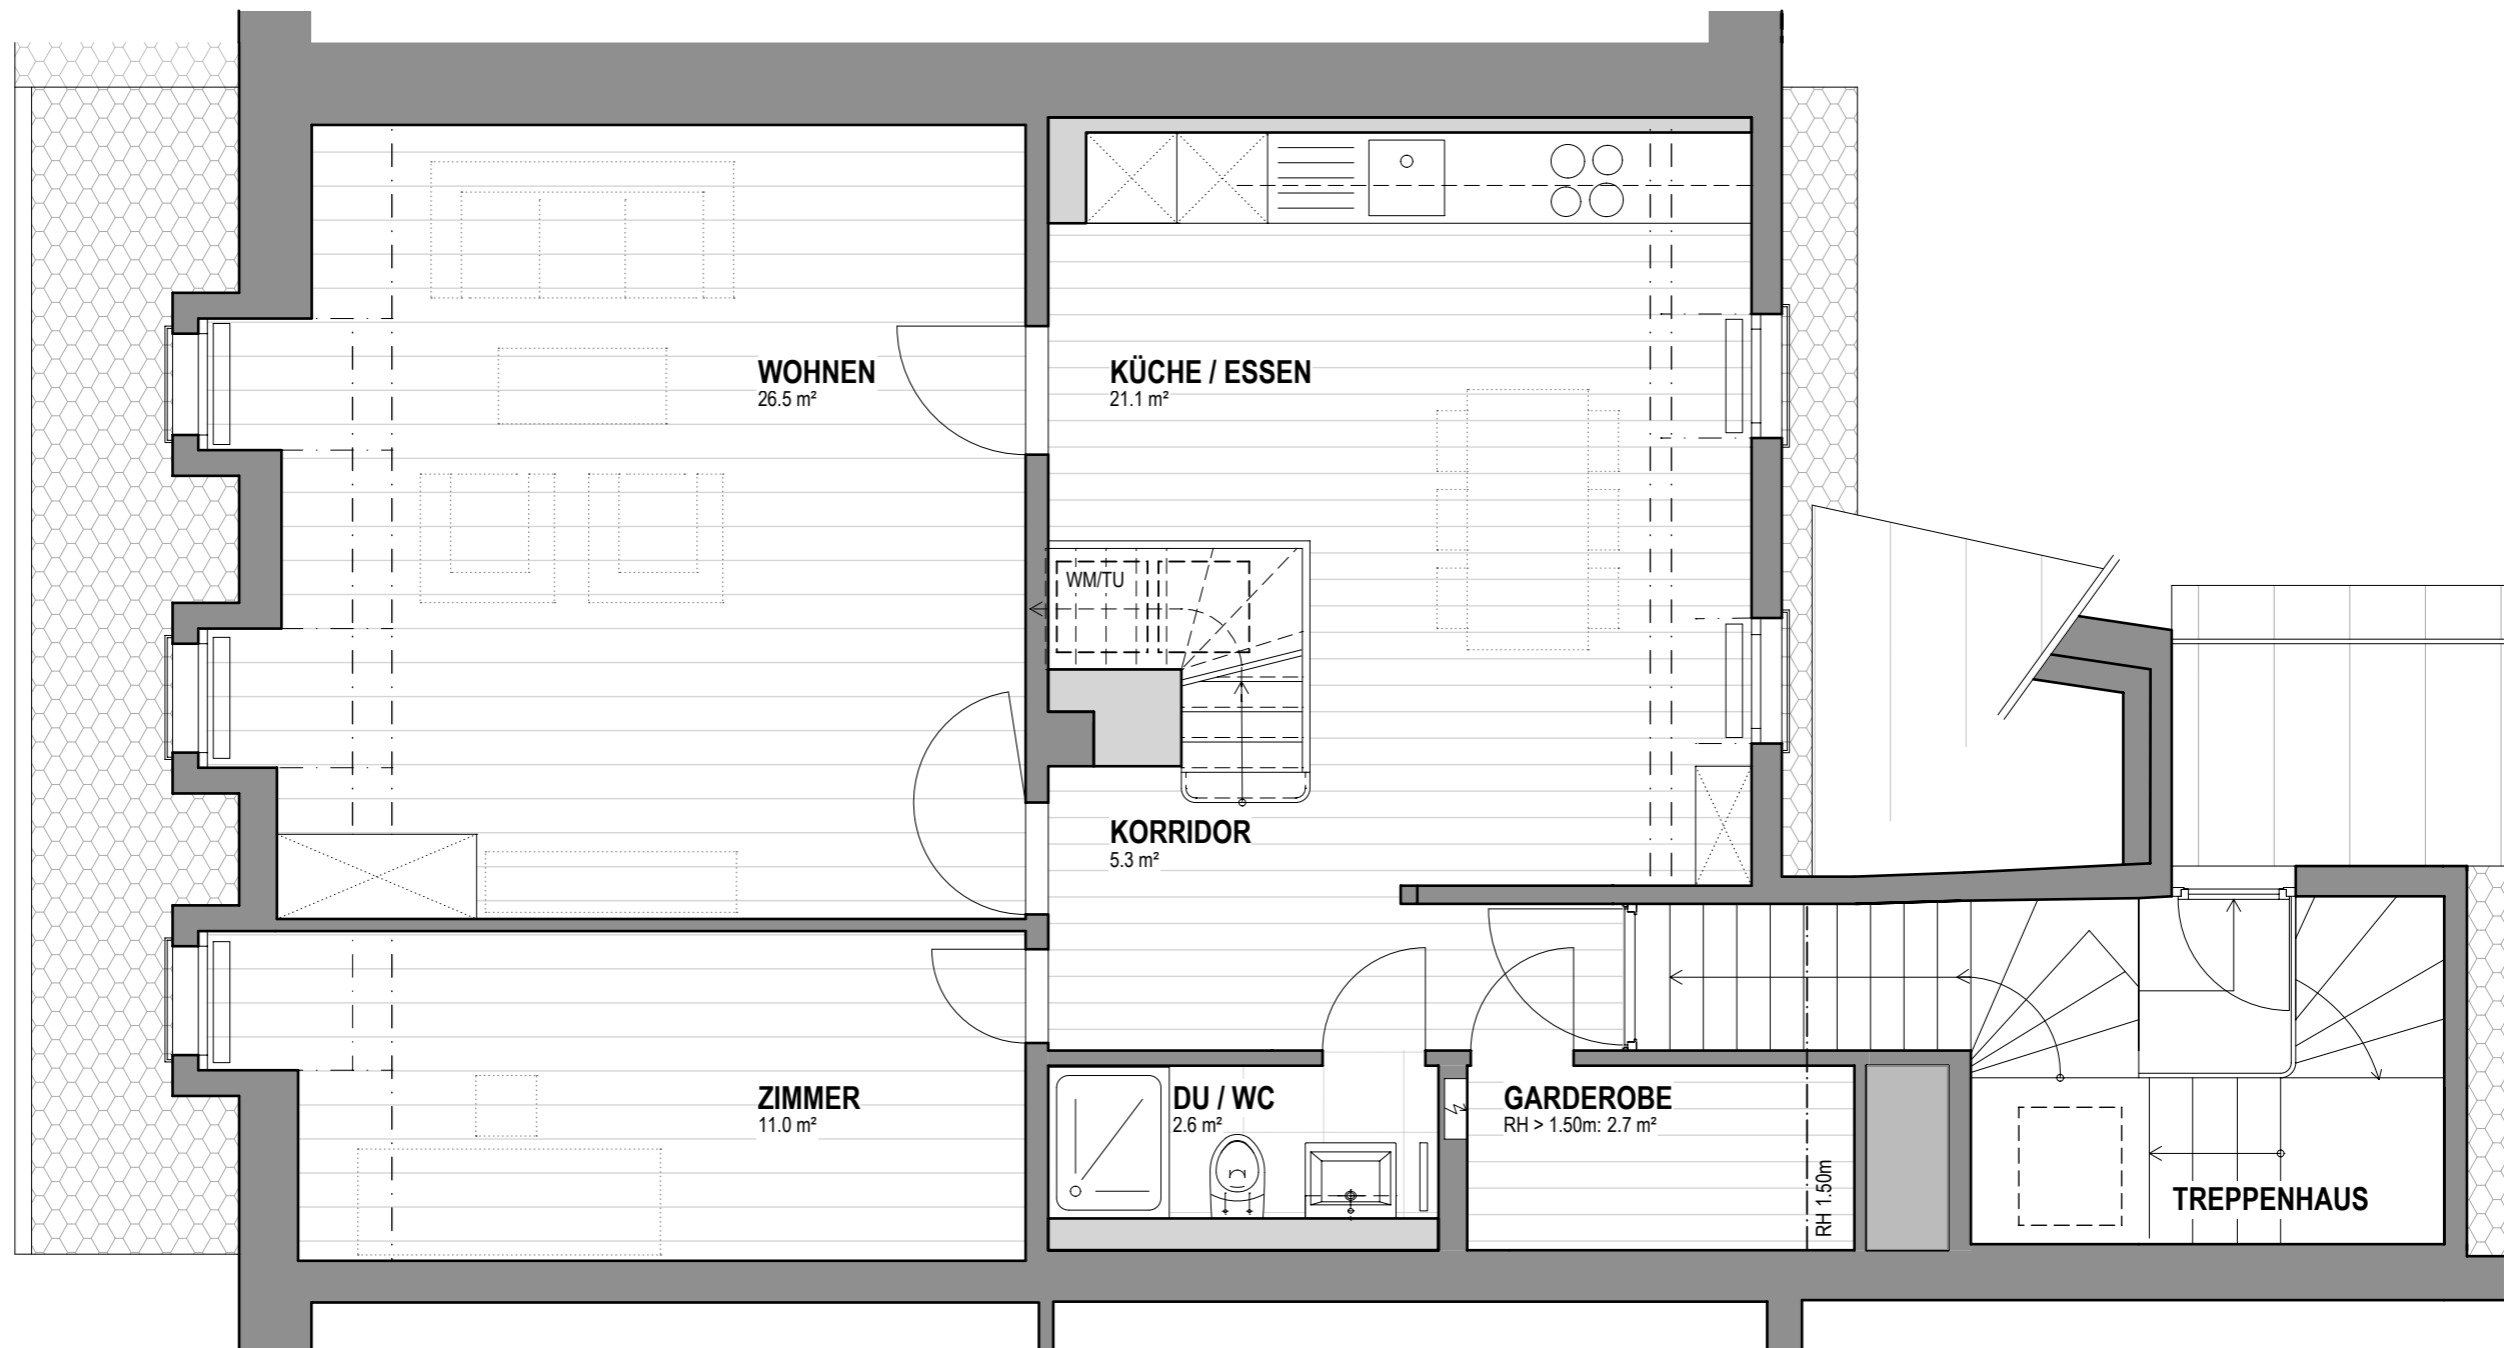 WOHNEN
26.5 m²
KÜCHE / ESSEN
21.1 m²
WM/TU
KORRIDOR
5.3 m²
ZIMMER
11.0 m²
DU / WC
2.6 m²
GARDEROBE
RH > 1.50m: 2.7 m²
RH 1.50m
TREPPENHAUS